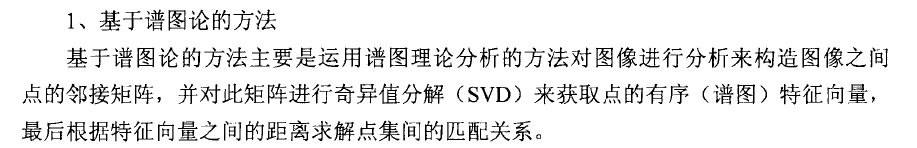 1、基于谱图论的方法
基于谱图论的方法主要是运用谱图理论分析的方法对图像进行分析来构造图像之间
点的邻接矩阵，并对此矩阵进行奇异值分解（SVD）来获取点的有序（谱图）特征向量，
最后根据特征向量之间的距离求解点集间的匹配关系。